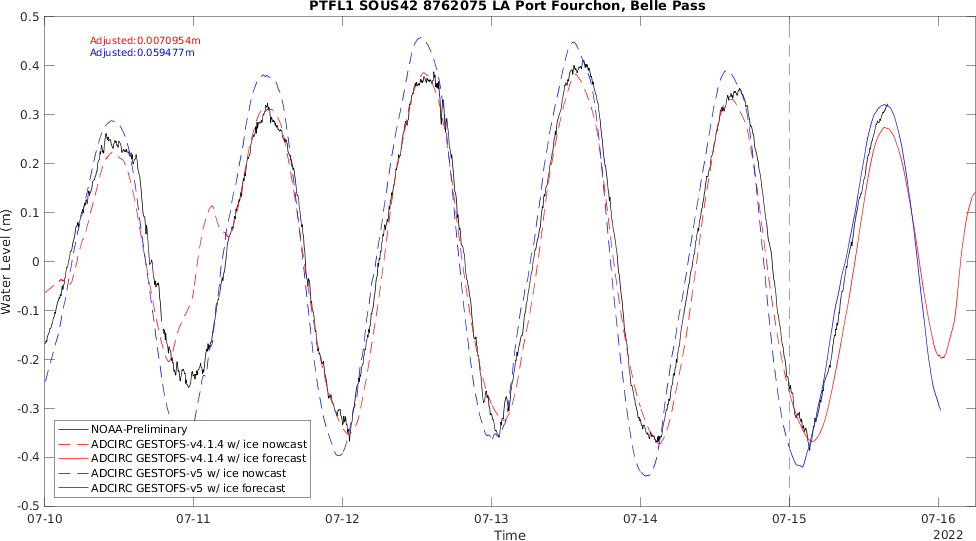 PTFL1 SOUS42 8762075 LA Port Fourchon, Belle Pass
Adjusted:0.0070954m
Adjusted:0.059477m
Water Level (m)
0.5
0.4
0.3
0.2
0.1
0
-0.1
-0.2
-0.3
-0.4
-0.5
NOAA-Preliminary
ADCIRC GESTOFS-v4.1.4 w/ ice nowcast
ADCIRC GESTOFS-v4.1.4 w/ ice forecast
ADCIRC GESTOFS-v5 w/ ice nowcast
ADCIRC GESTOFS-v5 w/ ice forecast
07-10 07-11 07-12 07-13 07-14 07-15 07-16
Time
2022